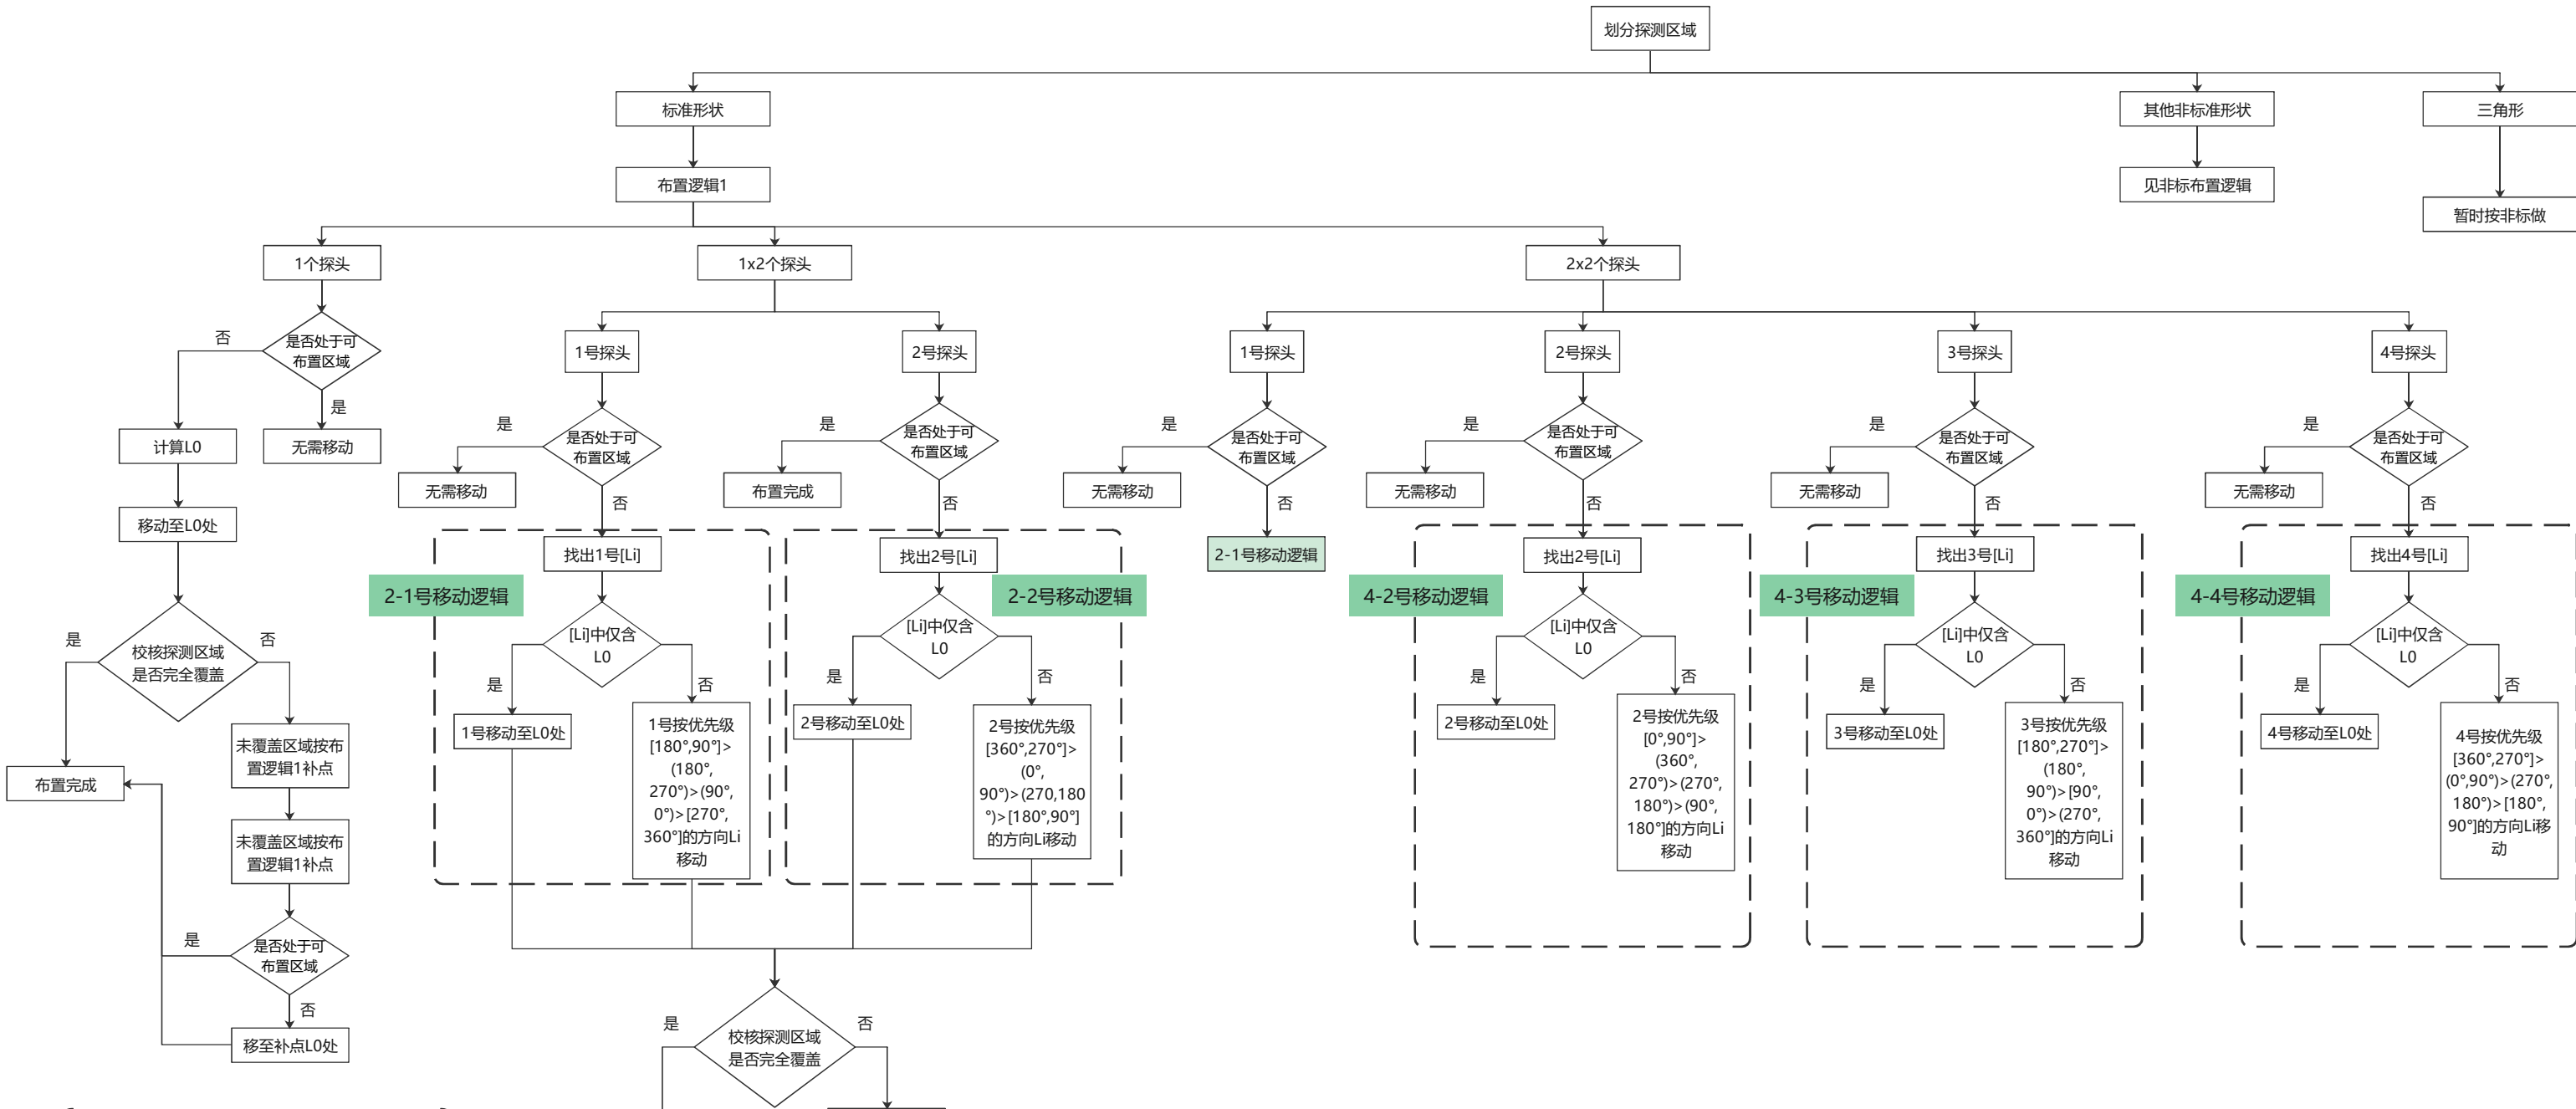 划分探测区域
标准形状
其他非标准形状
三角形
布置逻辑1
见非标布置逻辑
暂时按非标做
1个探头
1x2个探头
2x2个探头
是否处于可
布置区域
否
是
计算L0
无需移动
移动至L0处
校核探测区域
是否完全覆盖
是
否
布置完成
未覆盖区域按布
置逻辑1补点
未覆盖区域按布
置逻辑1补点
是否处于可
布置区域
是
否
移至补点L0处
1号探头
是否处于可
布置区域
是
无需移动
否
2-1号移动逻辑
找出1号[Li]
[Li]中仅含
L0
是
否
1号移动至L0处
1号按优先级
[180°,90°]>
(180°,
270°)>(90°,
0°)>[270°,
360°]的方向Li
移动
2号探头
是否处于可
布置区域
是
布置完成
否
找出2号[Li]
2-2号移动逻辑
[Li]中仅含
L0
是
否
2号移动至L0处
2号按优先级
[360°,270°]>
(0°,
90°)>(270,180
°)>[180°,90°]
的方向Li移动
校核探测区域
是否完全覆盖
是
否
1号探头
是否处于可
布置区域
是
无需移动
否
2-1号移动逻辑
2号探头
是否处于可
布置区域
是
无需移动
否
找出2号[Li]
4-2号移动逻辑
[Li]中仅含
L0
是
否
2号移动至L0处
2号按优先级
[0°,90°]>
(360°,
270°)>(270°,
180°)>(90°,
180°]的方向Li
移动
3号探头
是否处于可
布置区域
是
无需移动
否
找出3号[Li]
4-3号移动逻辑
[Li]中仅含
L0
是
否
3号移动至L0处
3号按优先级
[180°,270°]>
(180°,
90°)>[90°,
0°)>(270°,
360°]的方向Li
移动
4号探头
是否处于可
布置区域
是
无需移动
否
找出4号[Li]
4-4号移动逻辑
[Li]中仅含
L0
是
否
4号移动至L0处
4号按优先级
[360°,270°]>
(0°,90°)>(270°,
180°)>[180°,
90°]的方向Li移
动